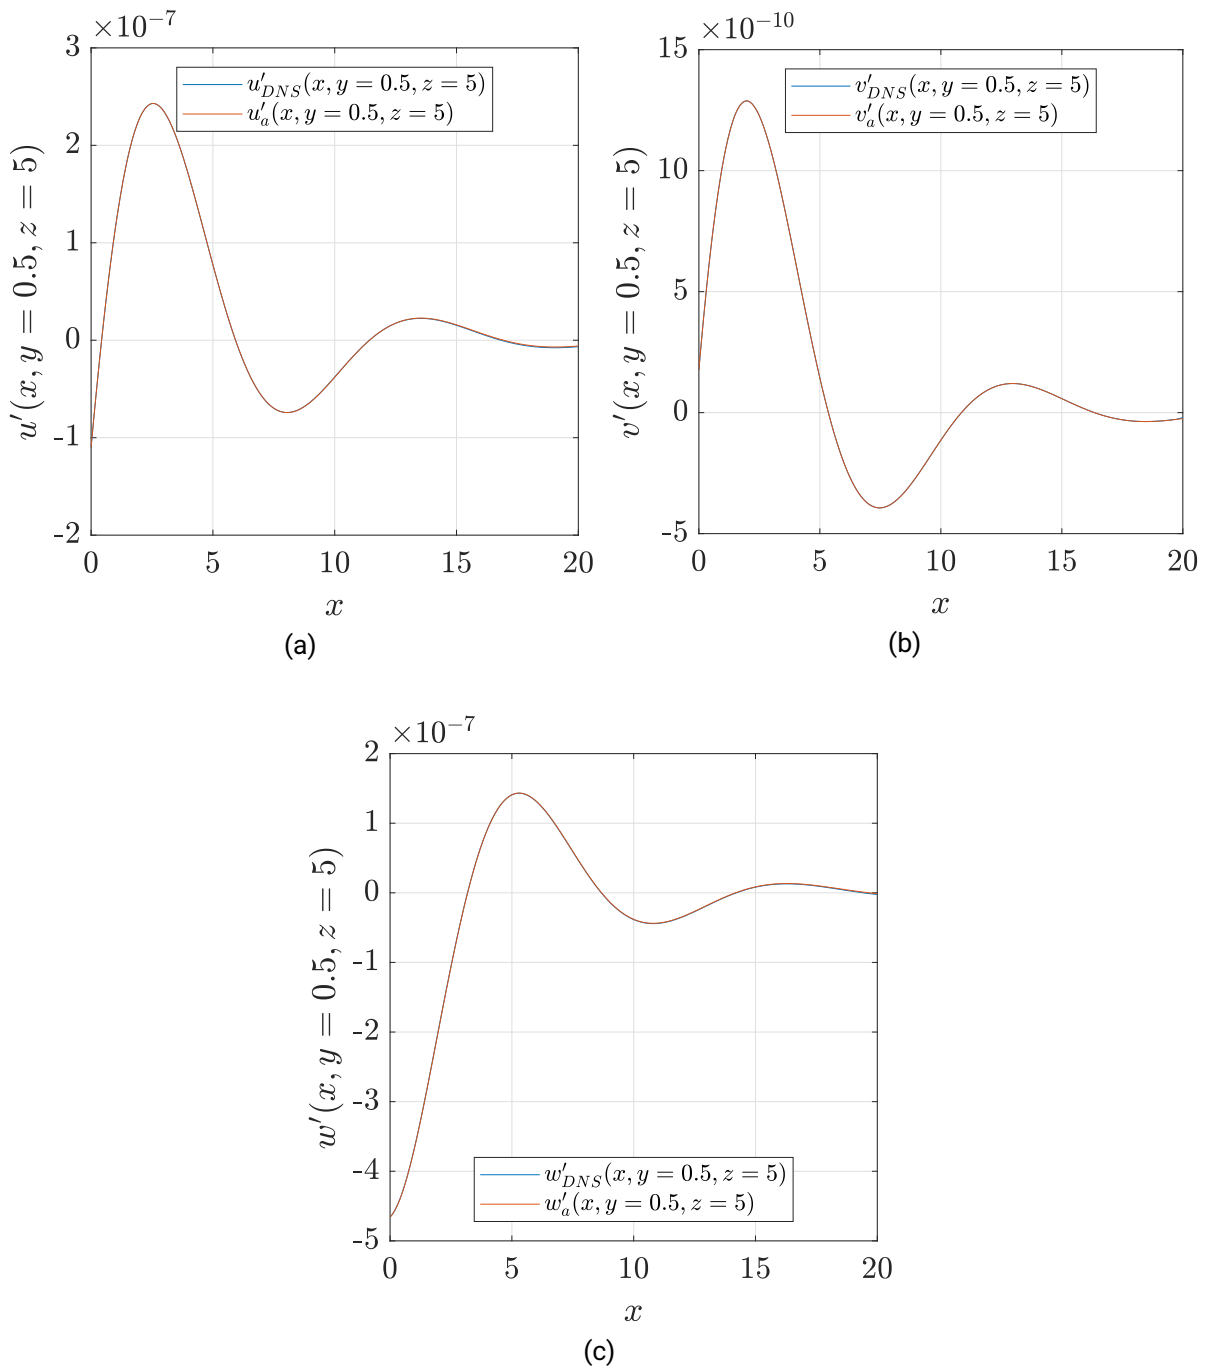 ×10⁻⁷
3
2
1
0
-1
-2
u′(x, y = 0.5, z = 5)
u′_DNS(x, y = 0.5, z = 5)
u′_a(x, y = 0.5, z = 5)
0 5 10 15 20
x
(a)
×10⁻¹⁰
15
10
5
0
-5
v′(x, y = 0.5, z = 5)
v′_DNS(x, y = 0.5, z = 5)
v′_a(x, y = 0.5, z = 5)
0 5 10 15 20
x
(b)
×10⁻⁷
2
1
0
-1
-2
-3
-4
-5
w′(x, y = 0.5, z = 5)
w′_DNS(x, y = 0.5, z = 5)
w′_a(x, y = 0.5, z = 5)
0 5 10 15 20
x
(c)